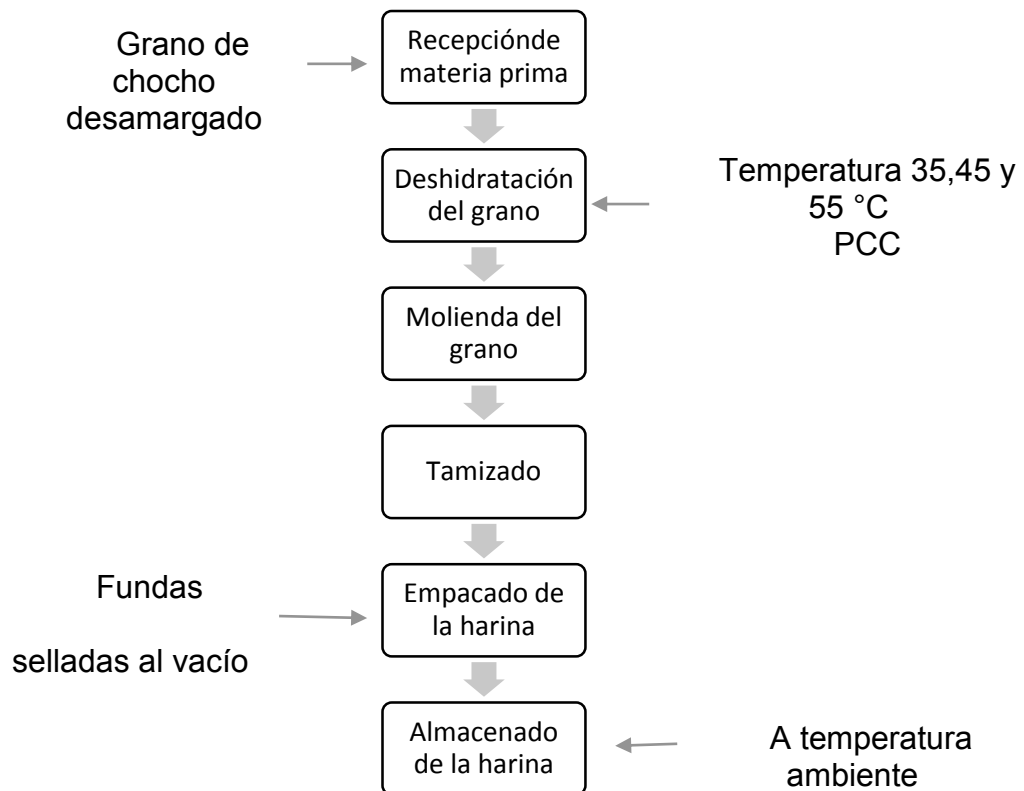 Grano de
chocho
desamargado
Recepciónde
materia prima
Deshidratación
del grano
Temperatura 35,45 y
55 °C
PCC
Molienda del
grano
Tamizado
Fundas
selladas al vacío
Empacado de
la harina
Almacenado
de la harina
A temperatura
ambiente